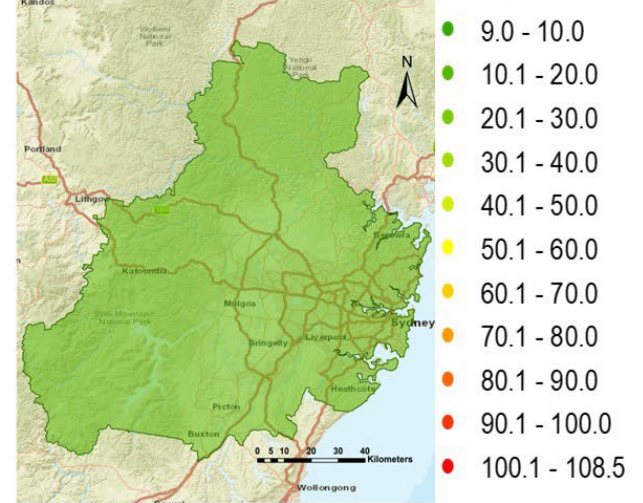 Kandos
Wollemi
National
Park
Yengo
National
Park
N
Portland
Lithgow
Berowra
Katoomba
Mulgoa
Blue Mountains
National Park
Sydney
Bringelly
Liverpool
Heathcote
Picton
Buxton
0 5 10 20 30 40
Kilometers
Wollongong
9.0 - 10.0
10.1 - 20.0
20.1 - 30.0
30.1 - 40.0
40.1 - 50.0
50.1 - 60.0
60.1 - 70.0
70.1 - 80.0
80.1 - 90.0
90.1 - 100.0
100.1 - 108.5